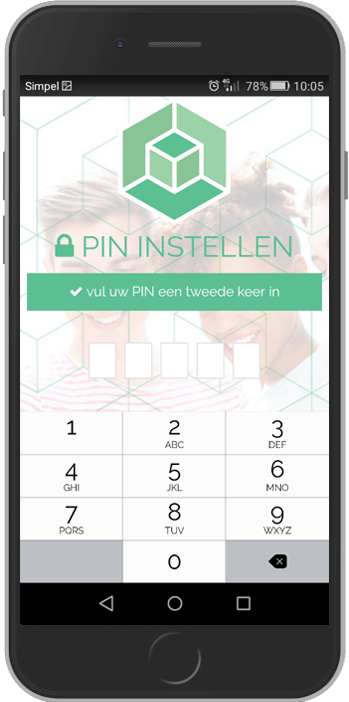 Simpel 4G 78% 10:05
PIN INSTELLEN
vul uw PIN een tweede keer in
1 2 3
ABC DEF
4 5 6
GHI JKL MNO
7 8 9
PQRS TUV WXYZ
0